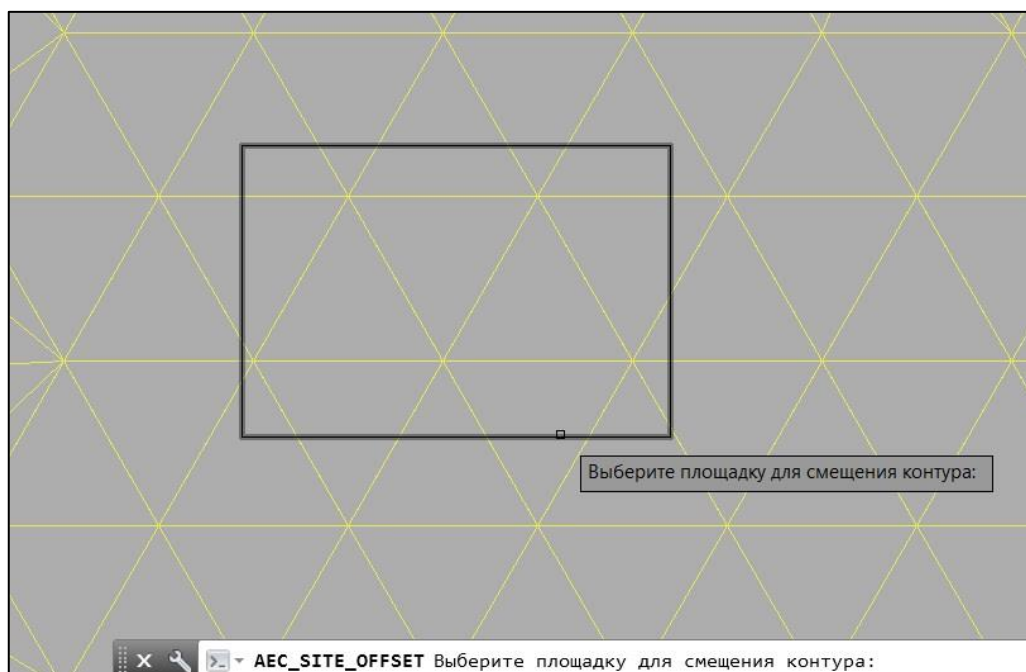 Выберите площадку для смещения контура:
AEC_SITE_OFFSET Выберите площадку для смещения контура: